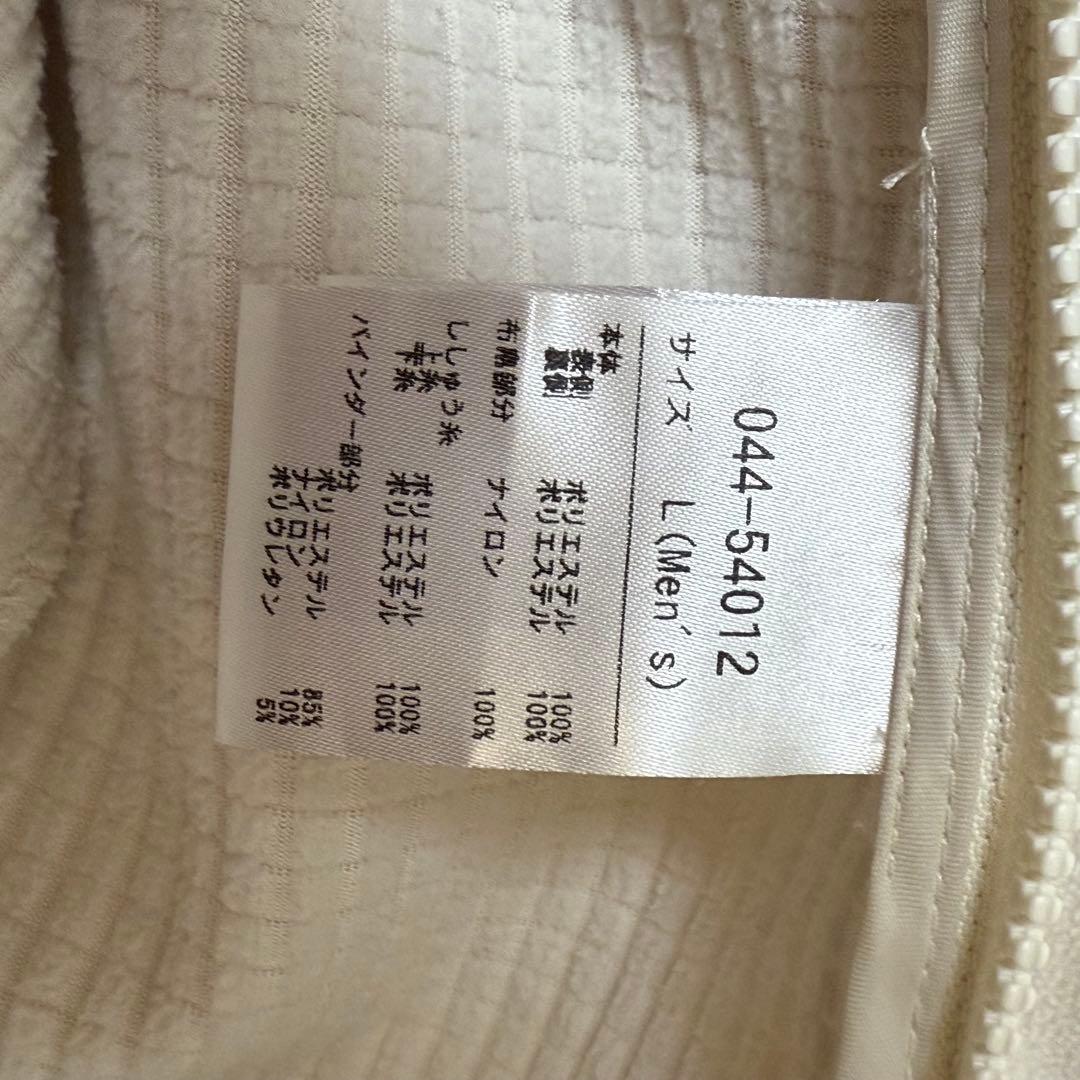 044-54012
サイズ L(Men's)
本体
表側 ポリエステル 100%
裏側 ポリエステル 100%
布帛部分 ナイロン 100%
ししゅう糸
上糸 ポリエステル 100%
下糸 ポリエステル 100%
バインダー部分
ポリエステル 85%
ナイロン 10%
ポリウレタン 5%